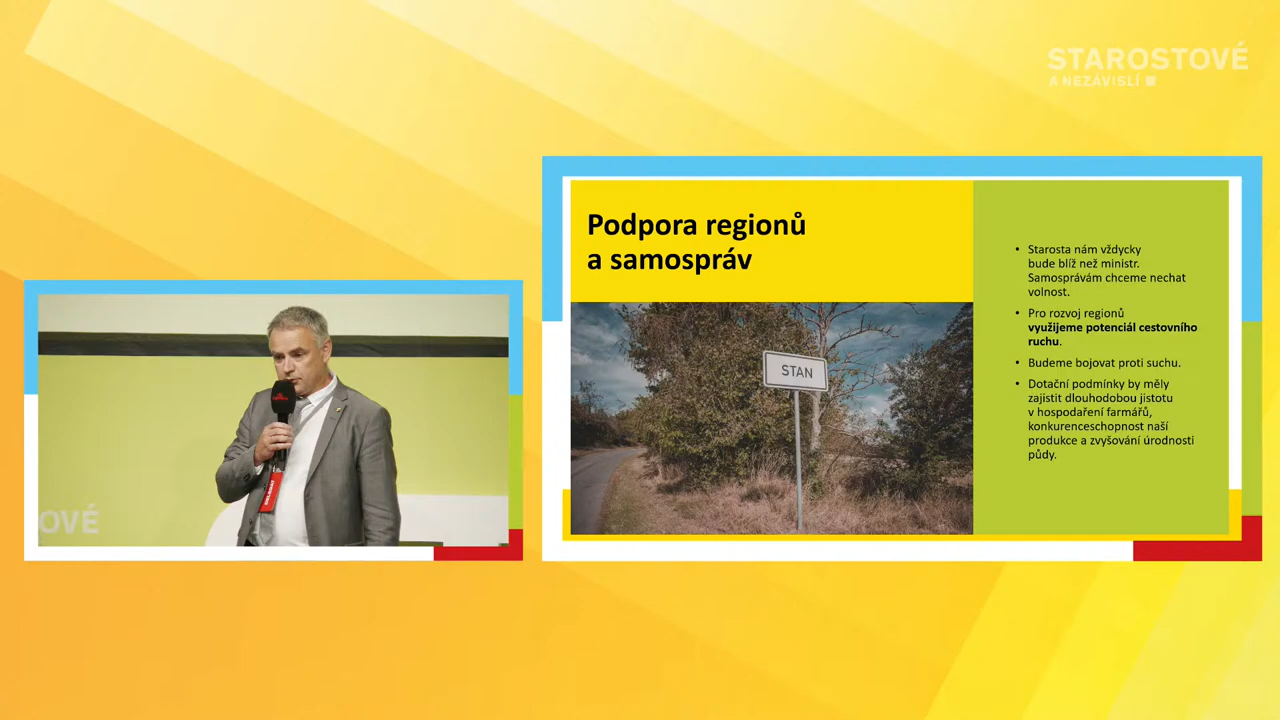 STAROSTOVÉ
A NEZÁVISLÍ
Podpora regionů
a samospráv
STAN
• Starosta nám vždycky
bude blíž než ministr.
Samosprávám chceme nechat
volnost.
• Pro rozvoj regionů
využijeme potenciál cestovního
ruchu.
• Budeme bojovat proti suchu.
• Dotační podmínky by měly
zajistit dlouhodobou jistotu
v hospodaření farmářů,
konkurenceschopnost naší
produkce a zvyšování úrodnosti
půdy.
OVÉ
DELEGÁT